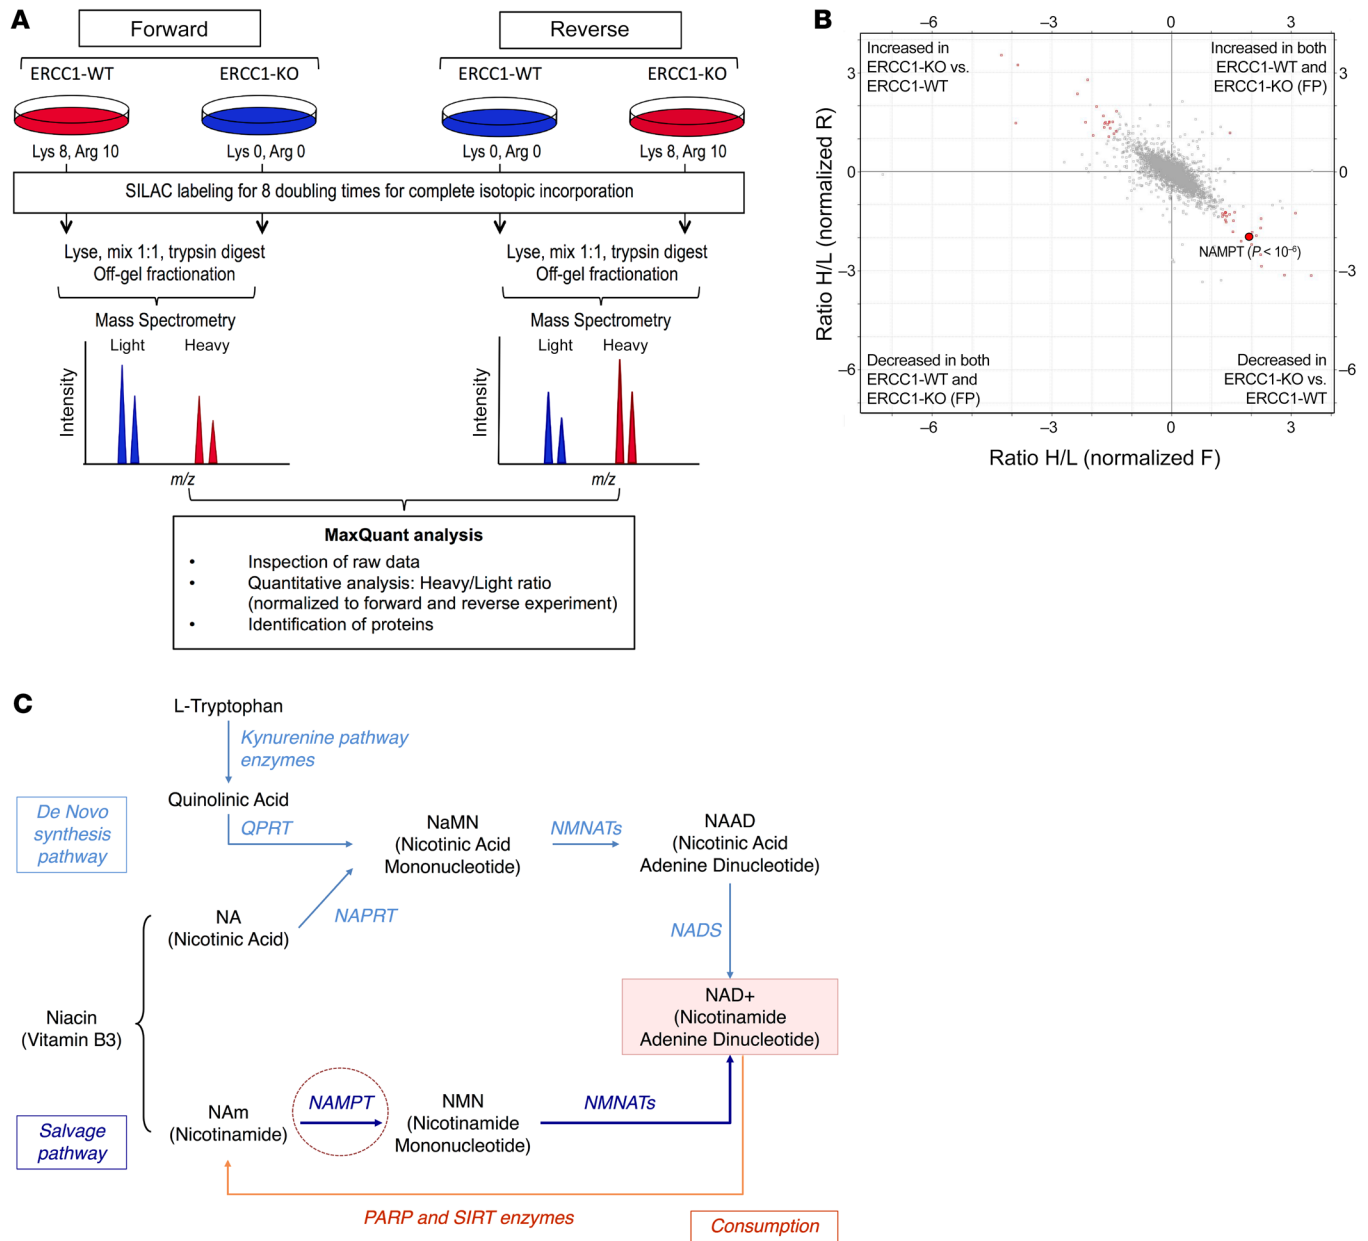 A
Forward
Reverse
ERCC1-WT
ERCC1-KO
ERCC1-WT
ERCC1-KO
Lys 8, Arg 10
Lys 0, Arg 0
Lys 0, Arg 0
Lys 8, Arg 10
SILAC labeling for 8 doubling times for complete isotopic incorporation
Lyse, mix 1:1, trypsin digest
Off-gel fractionation
Lyse, mix 1:1, trypsin digest
Off-gel fractionation
Mass Spectrometry
Light
Heavy
Intensity
m/z
Mass Spectrometry
Light
Heavy
Intensity
m/z
MaxQuant analysis
• Inspection of raw data
• Quantitative analysis: Heavy/Light ratio
(normalized to forward and reverse experiment)
• Identification of proteins
B
–6 –3 0 3
Increased in
ERCC1-KO vs.
ERCC1-WT
Increased in both
ERCC1-WT and
ERCC1-KO (FP)
3
0
–3
–6
3
0
–3
–6
Ratio H/L (normalized R)
NAMPT (P < 10⁻⁶)
Decreased in both
ERCC1-WT and
ERCC1-KO (FP)
Decreased in
ERCC1-KO vs.
ERCC1-WT
–6 –3 0 3
Ratio H/L (normalized F)
C
L-Tryptophan
Kynurenine pathway
enzymes
De Novo
synthesis
pathway
Quinolinic Acid
QPRT
NaMN
(Nicotinic Acid
Mononucleotide)
NMNATs
NAAD
(Nicotinic Acid
Adenine Dinucleotide)
NA
(Nicotinic Acid)
NAPRT
NADS
Niacin
(Vitamin B3)
NAD+
(Nicotinamide
Adenine Dinucleotide)
Salvage
pathway
NAm
(Nicotinamide)
NAMPT
NMN
(Nicotinamide
Mononucleotide)
NMNATs
PARP and SIRT enzymes
Consumption